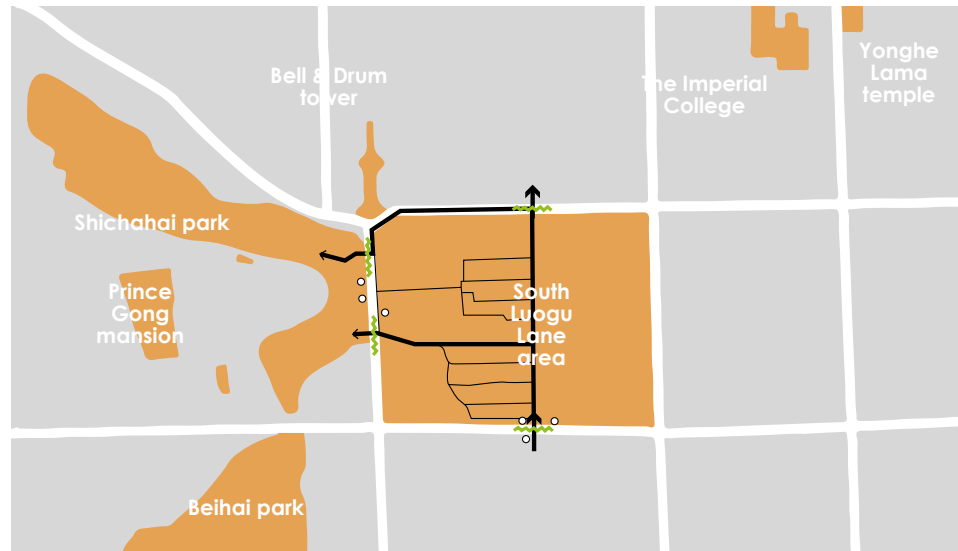 Bell & Drum
tower
The Imperial
College
Yonghe
Lama
temple
Shichahai park
Prince
Gong
mansion
South
Luogu
Lane
area
Beihai park